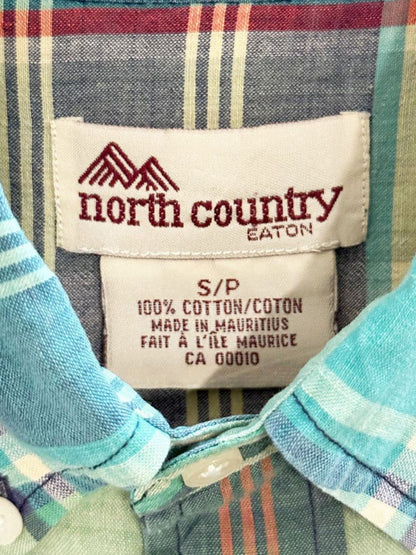 north country
EATON
S/P
100% COTTON/COTON
MADE IN MAURITIUS
FAIT À L'ÎLE MAURICE
CA 00010